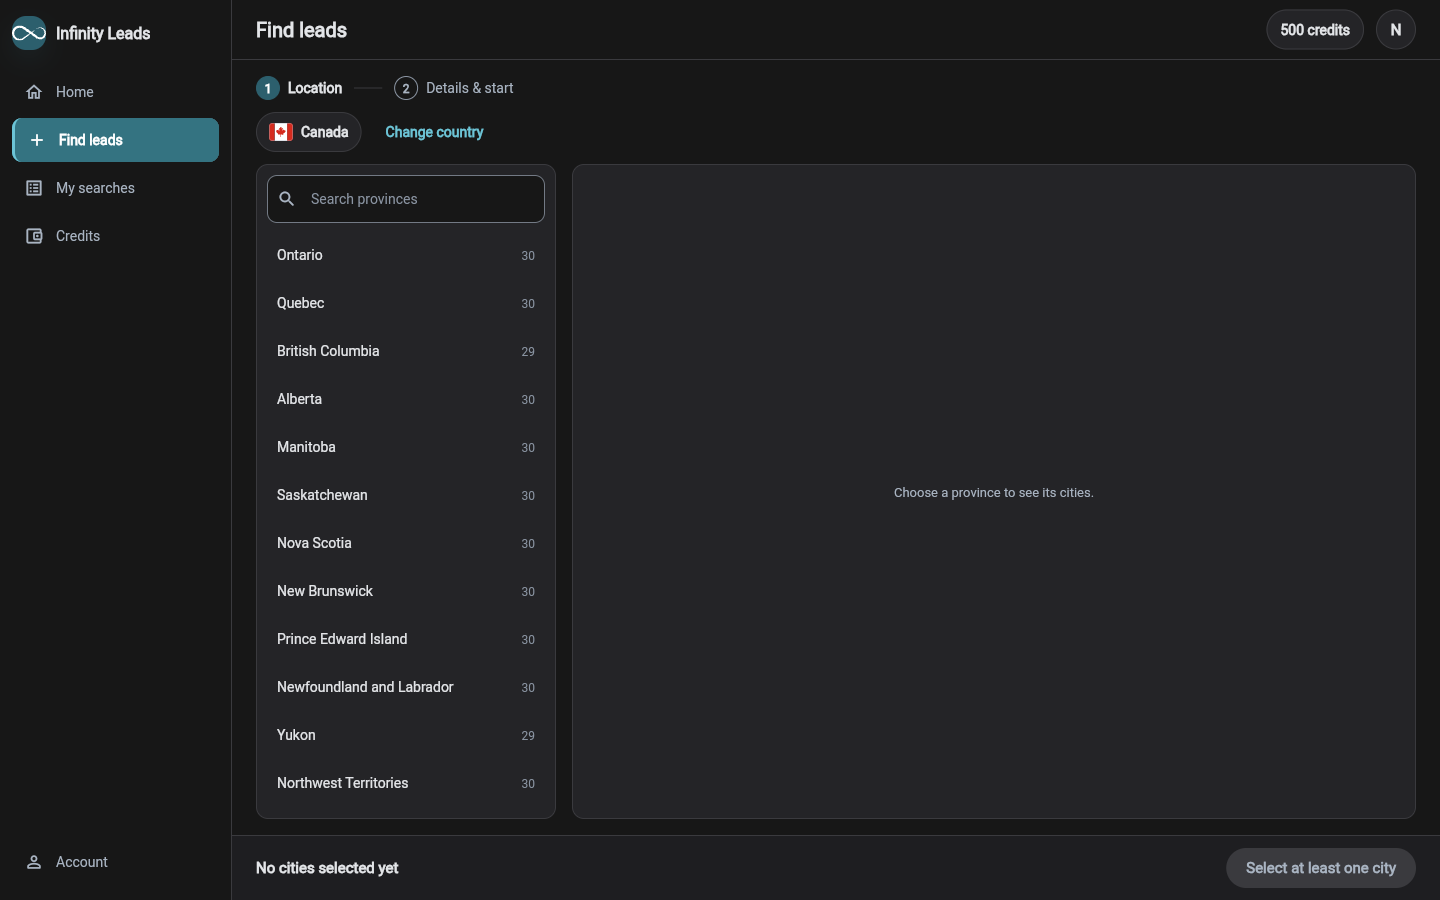 Infinity Leads
Home
Find leads
My searches
Credits
Account
Find leads
500 credits
N
1 Location
2 Details & start
Canada
Change country
Search provinces
Ontario 30
Quebec 30
British Columbia 29
Alberta 30
Manitoba 30
Saskatchewan 30
Nova Scotia 30
New Brunswick 30
Prince Edward Island 30
Newfoundland and Labrador 30
Yukon 29
Northwest Territories 30
Choose a province to see its cities.
No cities selected yet
Select at least one city